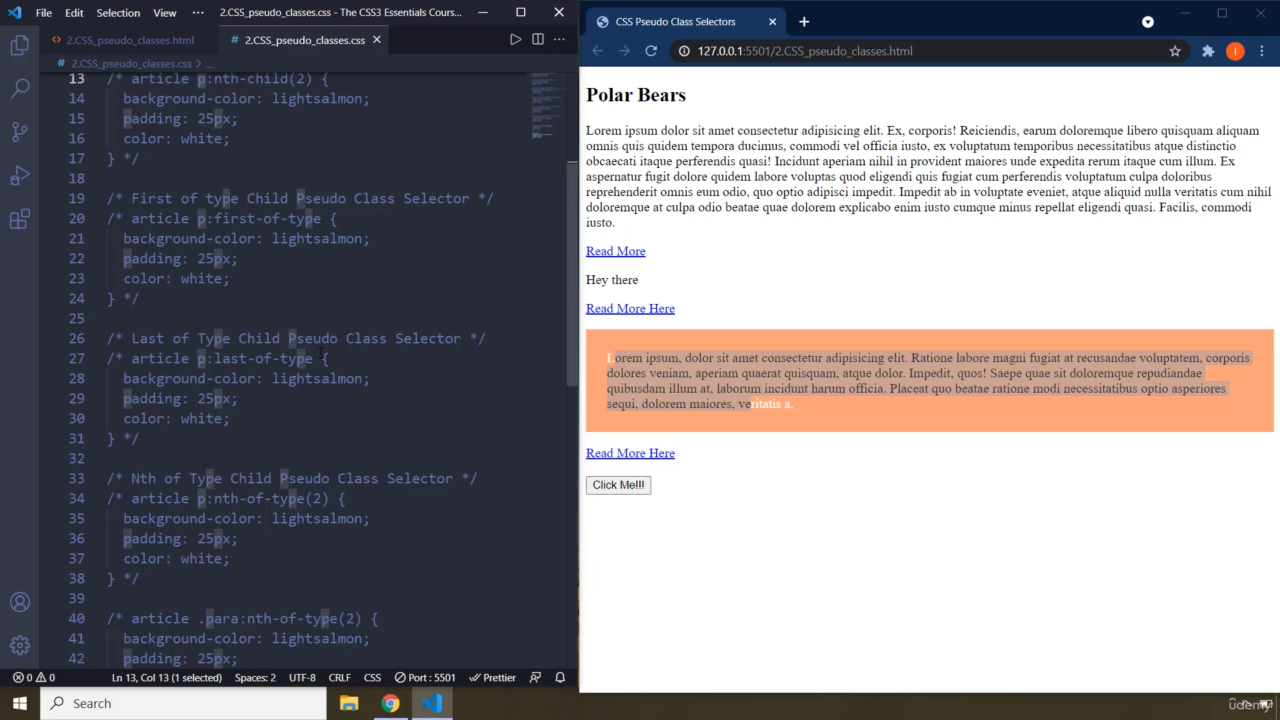 File Edit Selection View ··· 2.CSS_pseudo_classes.css - The CSS3 Essentials Cours...
2.CSS_pseudo_classes.html
# 2.CSS_pseudo_classes.css
# 2.CSS_pseudo_classes.css > ...
13 /* article p:nth-child(2) {
14 background-color: lightsalmon;
15 padding: 25px;
16 color: white;
17 } */
18
19 /* First of type Child Pseudo Class Selector */
20 /* article p:first-of-type {
21 background-color: lightsalmon;
22 padding: 25px;
23 color: white;
24 } */
25
26 /* Last of Type Child Pseudo Class Selector */
27 /* article p:last-of-type {
28 background-color: lightsalmon;
29 padding: 25px;
30 color: white;
31 } */
32
33 /* Nth of Type Child Pseudo Class Selector */
34 /* article p:nth-of-type(2) {
35 background-color: lightsalmon;
36 padding: 25px;
37 color: white;
38 } */
39
40 /* article .para:nth-of-type(2) {
41 background-color: lightsalmon;
42 padding: 25px;
0 0 Ln 13, Col 13 (1 selected) Spaces: 2 UTF-8 CRLF CSS Port : 5501 Prettier
Search
CSS Pseudo Class Selectors
127.0.0.1:5501/2.CSS_pseudo_classes.html
I
Polar Bears
Lorem ipsum dolor sit amet consectetur adipisicing elit. Ex, corporis! Reiciendis, earum doloremque libero quisquam aliquam
omnis quis quidem tempora ducimus, commodi vel officia iusto, ex voluptatum temporibus necessitatibus atque distinctio
obcaecati itaque perferendis quasi! Incidunt aperiam nihil in provident maiores unde expedita rerum itaque cum illum. Ex
aspernatur fugit dolore quidem labore voluptas quod eligendi quis fugiat cum perferendis voluptatum culpa doloribus
reprehenderit omnis eum odio, quo optio adipisci impedit. Impedit ab in voluptate eveniet, atque aliquid nulla veritatis cum nihil
doloremque at culpa odio beatae quae dolorem explicabo enim iusto cumque minus repellat eligendi quasi. Facilis, commodi
iusto.
Read More
Hey there
Read More Here
Lorem ipsum, dolor sit amet consectetur adipisicing elit. Ratione labore magni fugiat at recusandae voluptatem, corporis
dolores veniam, aperiam quaerat quisquam, atque dolor. Impedit, quos! Saepe quae sit doloremque repudiandae
quibusdam illum at, laborum incidunt harum officia. Placeat quo beatae ratione modi necessitatibus optio asperiores
sequi, dolorem maiores, veritatis a.
Read More Here
Click Me!!!
udemy